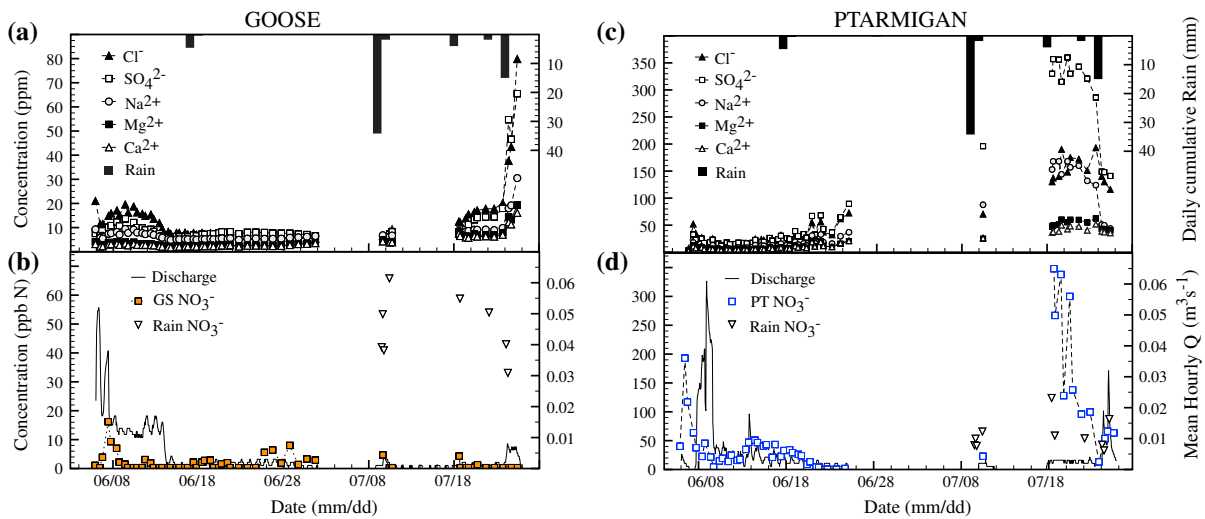 GOOSE
PTARMIGAN
(a)
Cl⁻
SO₄²⁻
Na²⁺
Mg²⁺
Ca²⁺
Rain
Concentration (ppm)
90
80
70
60
50
40
30
20
10
10
20
30
40
(c)
Cl⁻
SO₄²⁻
Na²⁺
Mg²⁺
Ca²⁺
Rain
350
300
250
200
150
100
50
10
20
30
40
Daily cumulative Rain (mm)
(b)
Discharge
GS NO₃⁻
Rain NO₃⁻
Concentration (ppb N)
60
50
40
30
20
10
0
0.06
0.05
0.04
0.03
0.02
0.01
06/08
06/18
06/28
07/08
07/18
Date (mm/dd)
(d)
Discharge
PT NO₃⁻
Rain NO₃⁻
300
250
200
150
100
50
0
0.06
0.05
0.04
0.03
0.02
0.01
Mean Hourly Q (m³s⁻¹)
06/08
06/18
06/28
07/08
07/18
Date (mm/dd)